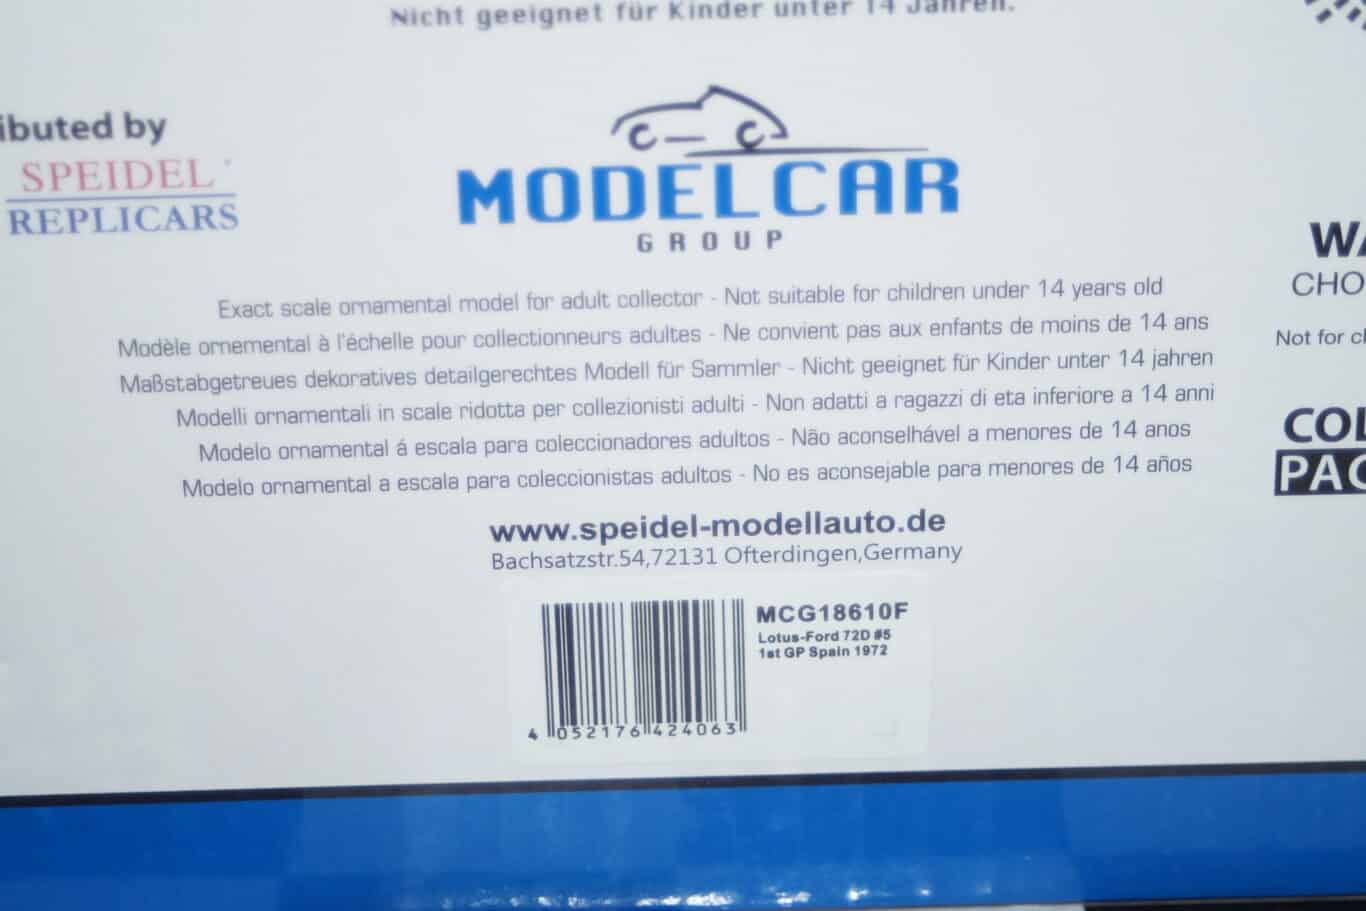 Nicht geeignet für Kinder unter 14 Jahren.
ibuted by
SPEIDEL
REPLICARS
MODELCAR
GROUP
Exact scale ornamental model for adult collector - Not suitable for children under 14 years old
Modèle ornemental à l'échelle pour collectionneurs adultes - Ne convient pas aux enfants de moins de 14 ans
Maßstabgetreues dekoratives detailgerechtes Modell für Sammler - Nicht geeignet für Kinder unter 14 jahren
Modelli ornamentali in scale ridotta per collezionisti adulti - Non adatti a ragazzi di eta inferiore a 14 anni
Modelo ornamental á escala para coleccionadores adultos - Não aconselhável a menores de 14 anos
Modelo ornamental a escala para coleccionistas adultos - No es aconsejable para menores de 14 años
www.speidel-modellauto.de
Bachsatzstr.54,72131 Ofterdingen,Germany
MCG18610F
Lotus-Ford 72D #5
1st GP Spain 1972
4 052176 424063
WA
CHO
Not for c
COL
PAC